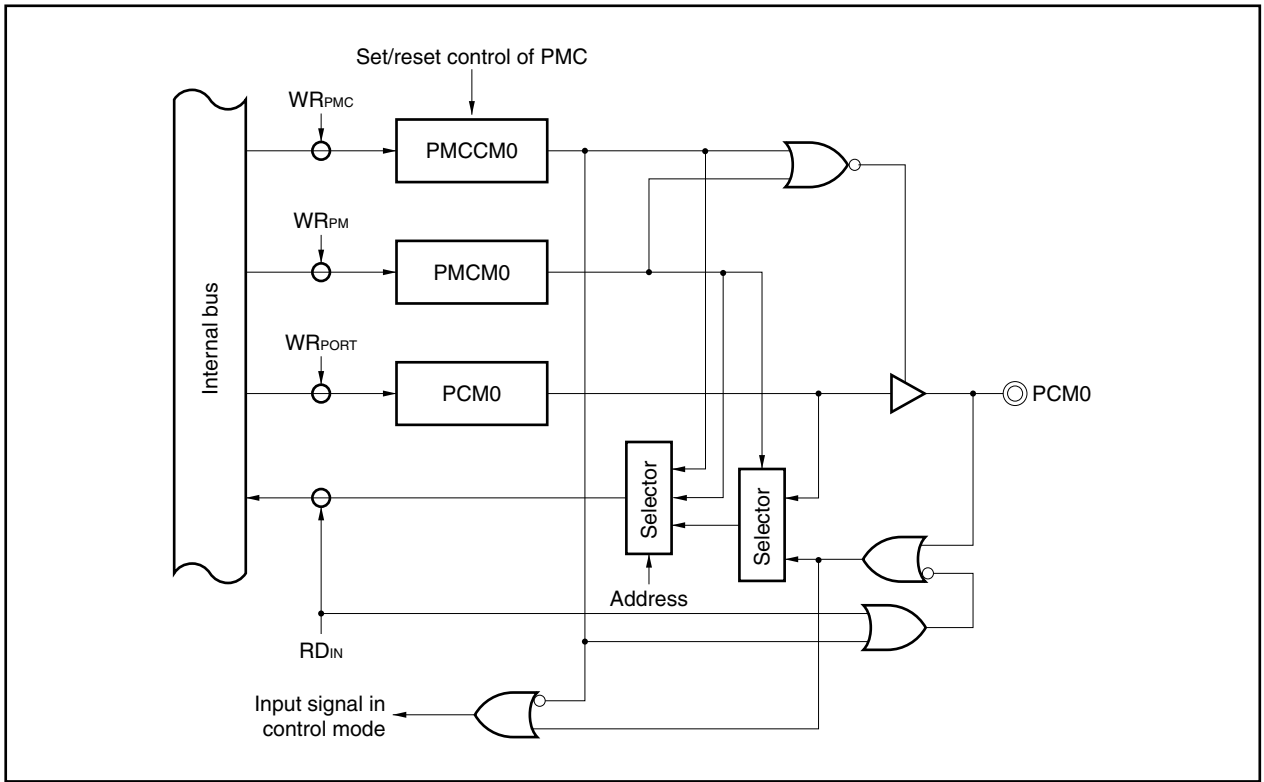 Set/reset control of PMC
WRPMC
PMCCM0
WRPM
PMCM0
Internal bus
WRPORT
PCM0
PCM0
Selector
Selector
Address
RDIN
Input signal in
control mode